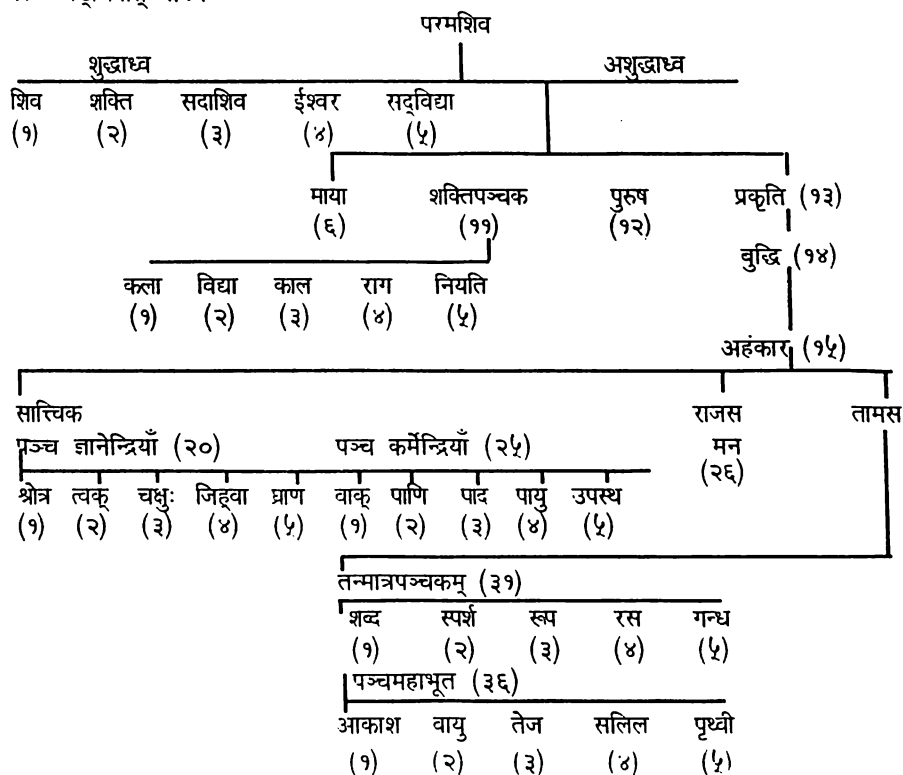 परमशिव
शुद्धाध्व अशुद्धाध्व
शिव शक्ति सदाशिव ईश्वर सद्विद्या
(१) (२) (३) (४) (५)
माया शक्तिपञ्चक पुरुष प्रकृति (१३)
(६) (११) (१२)
बुद्धि (१४)
कला विद्या काल राग नियति
(१) (२) (३) (४) (५)
अहंकार (१५)
सात्त्विक राजस तामस
पञ्च ज्ञानेन्द्रियाँ (२०) पञ्च कर्मेन्द्रियाँ (२५) मन
(२६)
श्रोत्र त्वक् चक्षुः जिह्वा घ्राण वाक् पाणि पाद पायु उपस्थ
(१) (२) (३) (४) (५) (१) (२) (३) (४) (५)
तन्मात्रपञ्चकम् (३१)
शब्द स्पर्श रूप रस गन्ध
(१) (२) (३) (४) (५)
पञ्चमहाभूत (३६)
आकाश वायु तेज सलिल पृथ्वी
(१) (२) (३) (४) (५)